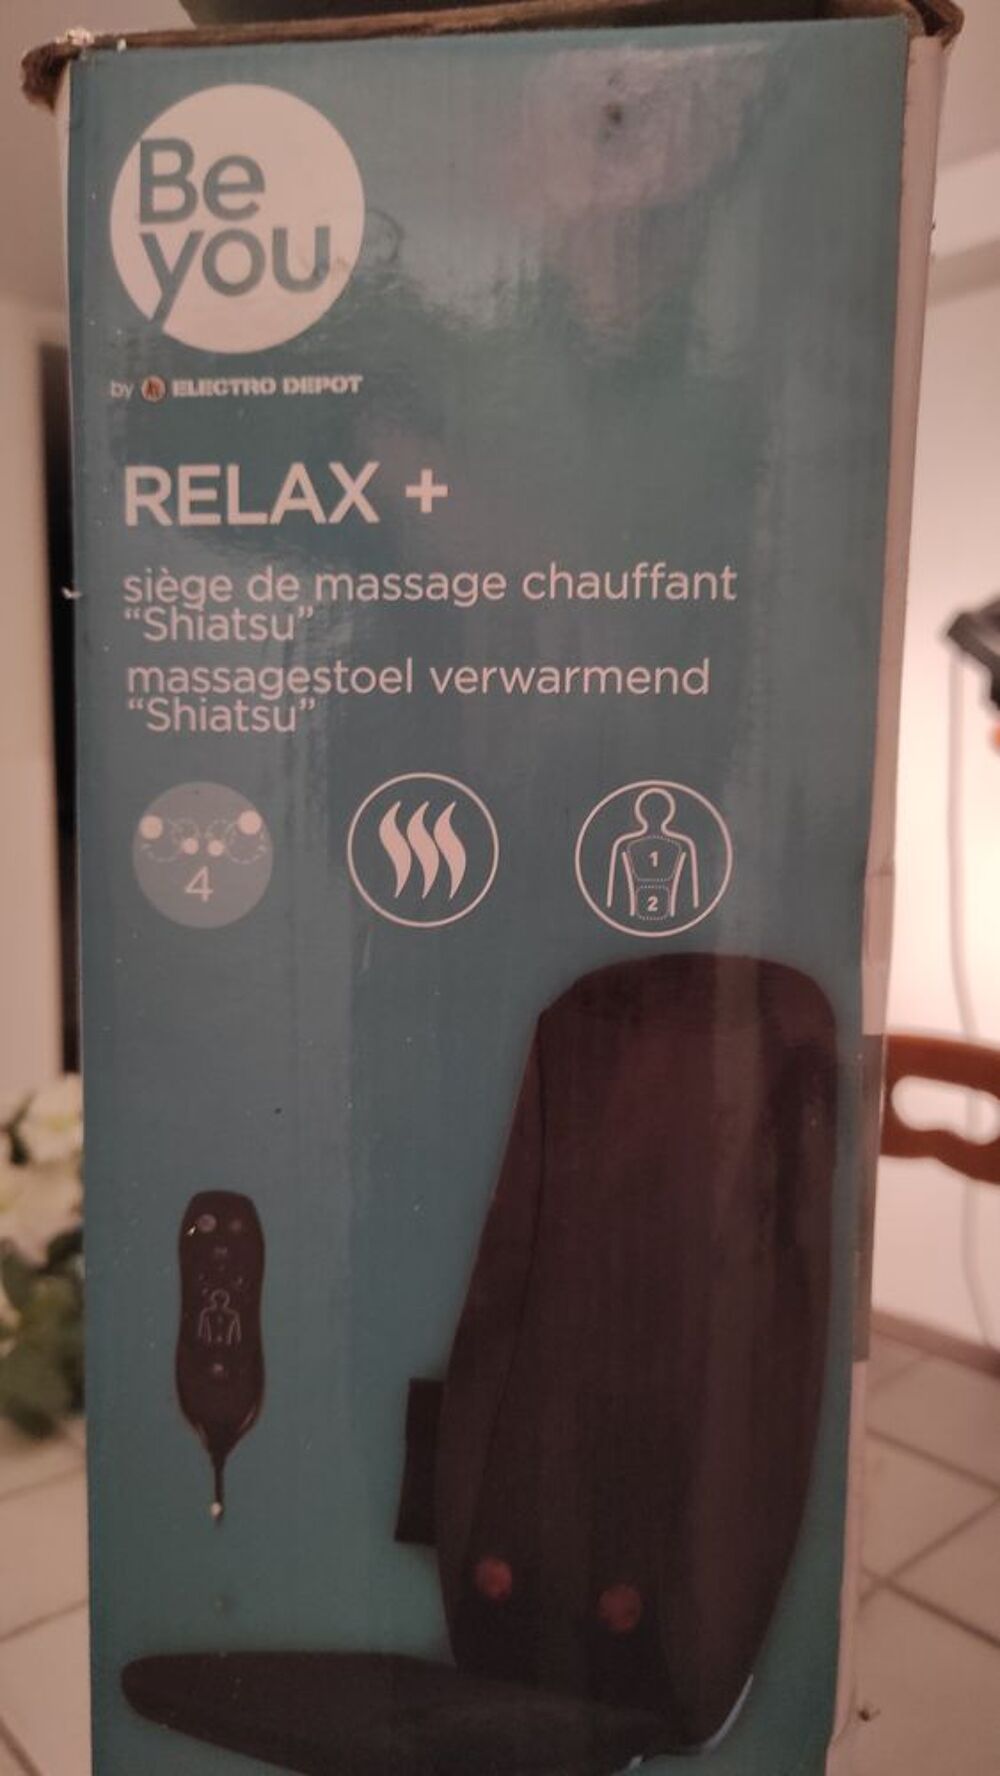 Be
you
by ELECTRO DEPOT
RELAX +
siège de massage chauffant
“Shiatsu”
massagestoel verwarmend
“Shiatsu”
4
1
2